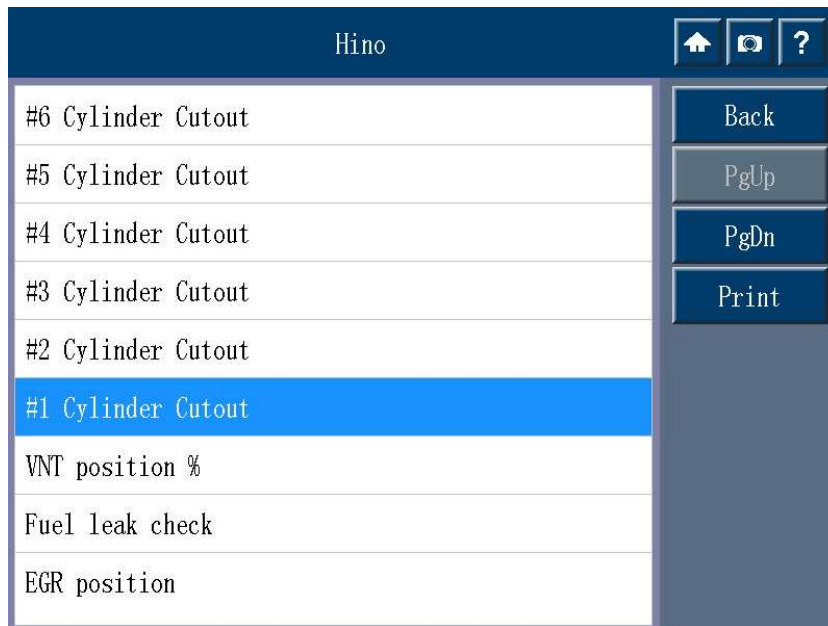 Hino
?
#6 Cylinder Cutout
#5 Cylinder Cutout
#4 Cylinder Cutout
#3 Cylinder Cutout
#2 Cylinder Cutout
#1 Cylinder Cutout
VNT position %
Fuel leak check
EGR position
Back
PgUp
PgDn
Print